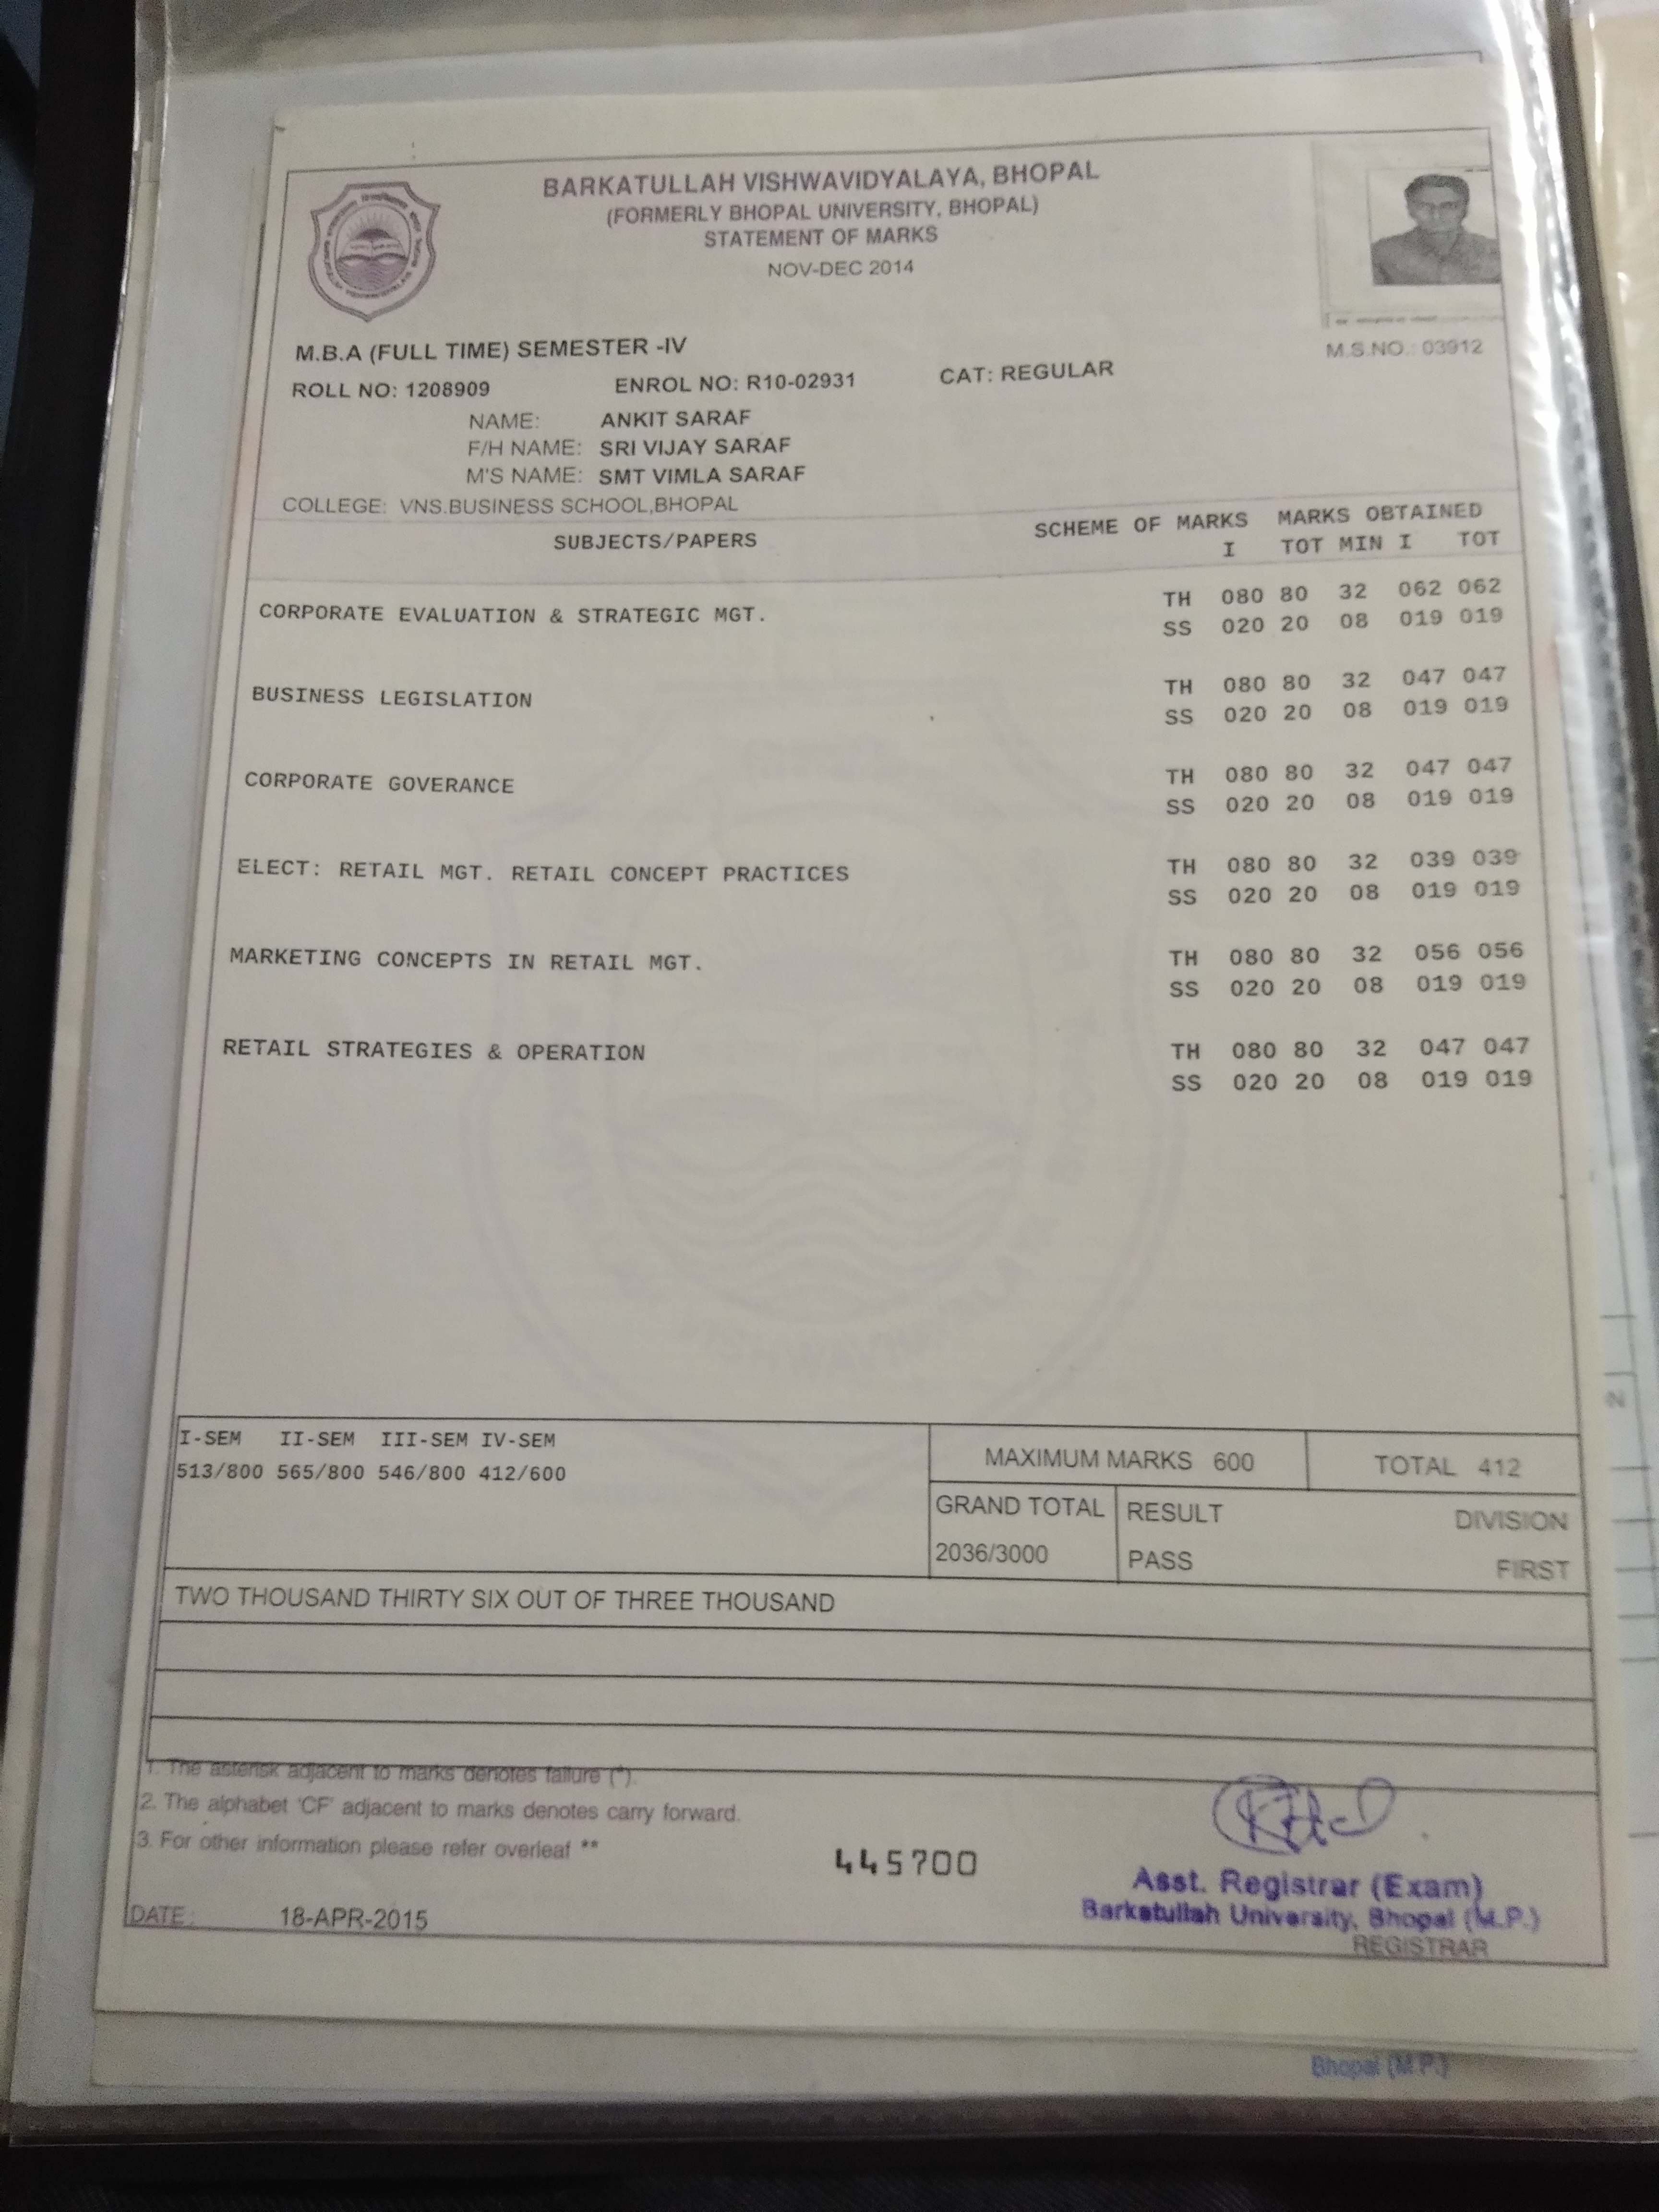 BARKATULLAH VISHWAVIDYALAYA, BHOPAL
(FORMERLY BHOPAL UNIVERSITY, BHOPAL)
STATEMENT OF MARKS
NOV-DEC 2014
M.S.NO.: 03912
M.B.A (FULL TIME) SEMESTER -IV
ROLL NO: 1208909 ENROL NO: R10-02931 CAT: REGULAR
NAME: ANKIT SARAF
F/H NAME: SRI VIJAY SARAF
M'S NAME: SMT VIMLA SARAF
COLLEGE: VNS.BUSINESS SCHOOL,BHOPAL
SUBJECTS/PAPERS SCHEME OF MARKS MARKS OBTAINED
I TOT MIN I TOT
CORPORATE EVALUATION & STRATEGIC MGT. TH 080 80 32 062 062
SS 020 20 08 019 019
BUSINESS LEGISLATION TH 080 80 32 047 047
SS 020 20 08 019 019
CORPORATE GOVERANCE TH 080 80 32 047 047
SS 020 20 08 019 019
ELECT: RETAIL MGT. RETAIL CONCEPT PRACTICES TH 080 80 32 039 039
SS 020 20 08 019 019
MARKETING CONCEPTS IN RETAIL MGT. TH 080 80 32 056 056
SS 020 20 08 019 019
RETAIL STRATEGIES & OPERATION TH 080 80 32 047 047
SS 020 20 08 019 019
I-SEM II-SEM III-SEM IV-SEM
513/800 565/800 546/800 412/600
MAXIMUM MARKS 600 TOTAL 412
GRAND TOTAL RESULT DIVISION
2036/3000 PASS FIRST
TWO THOUSAND THIRTY SIX OUT OF THREE THOUSAND
1. The asterisk adjacent to marks denotes failure (*).
2. The alphabet 'CF' adjacent to marks denotes carry forward.
3. For other information please refer overleaf **
445700
Asst. Registrar (Exam)
Barkatullah University, Bhopal (M.P.)
REGISTRAR
DATE: 18-APR-2015
Bhopal (M.P.)